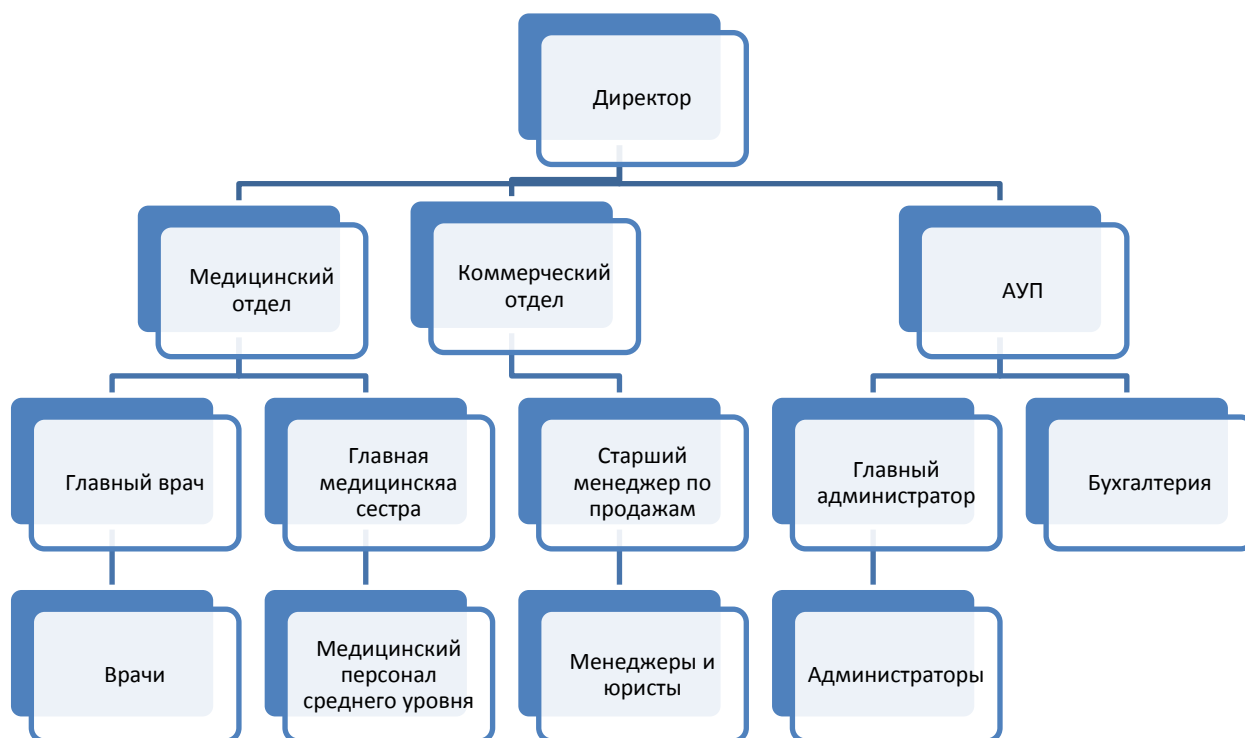 Директор
Медицинский
отдел
Коммерческий
отдел
АУП
Главный врач
Главная
медицинскяа
сестра
Старший
менеджер по
продажам
Главный
администратор
Бухгалтерия
Врачи
Медицинский
персонал
среднего уровня
Менеджеры и
юристы
Администраторы